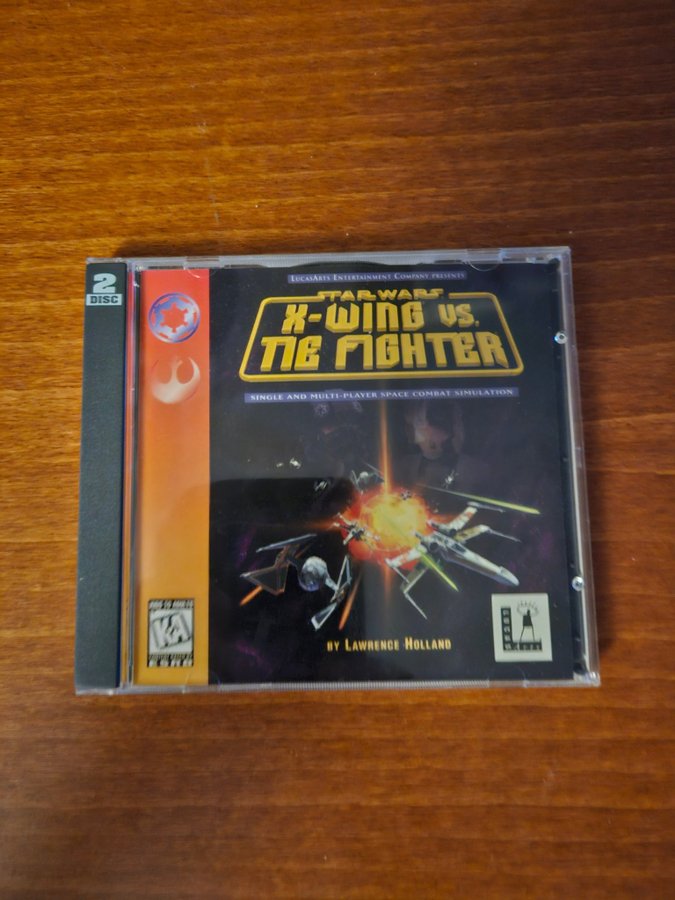 2
DISC
LucasArts Entertainment Company presents
STAR WARS
X-WING vs.
TIE FIGHTER
SINGLE AND MULTI-PLAYER SPACE COMBAT SIMULATION
KA
ESRB
BY LAWRENCE HOLLAND